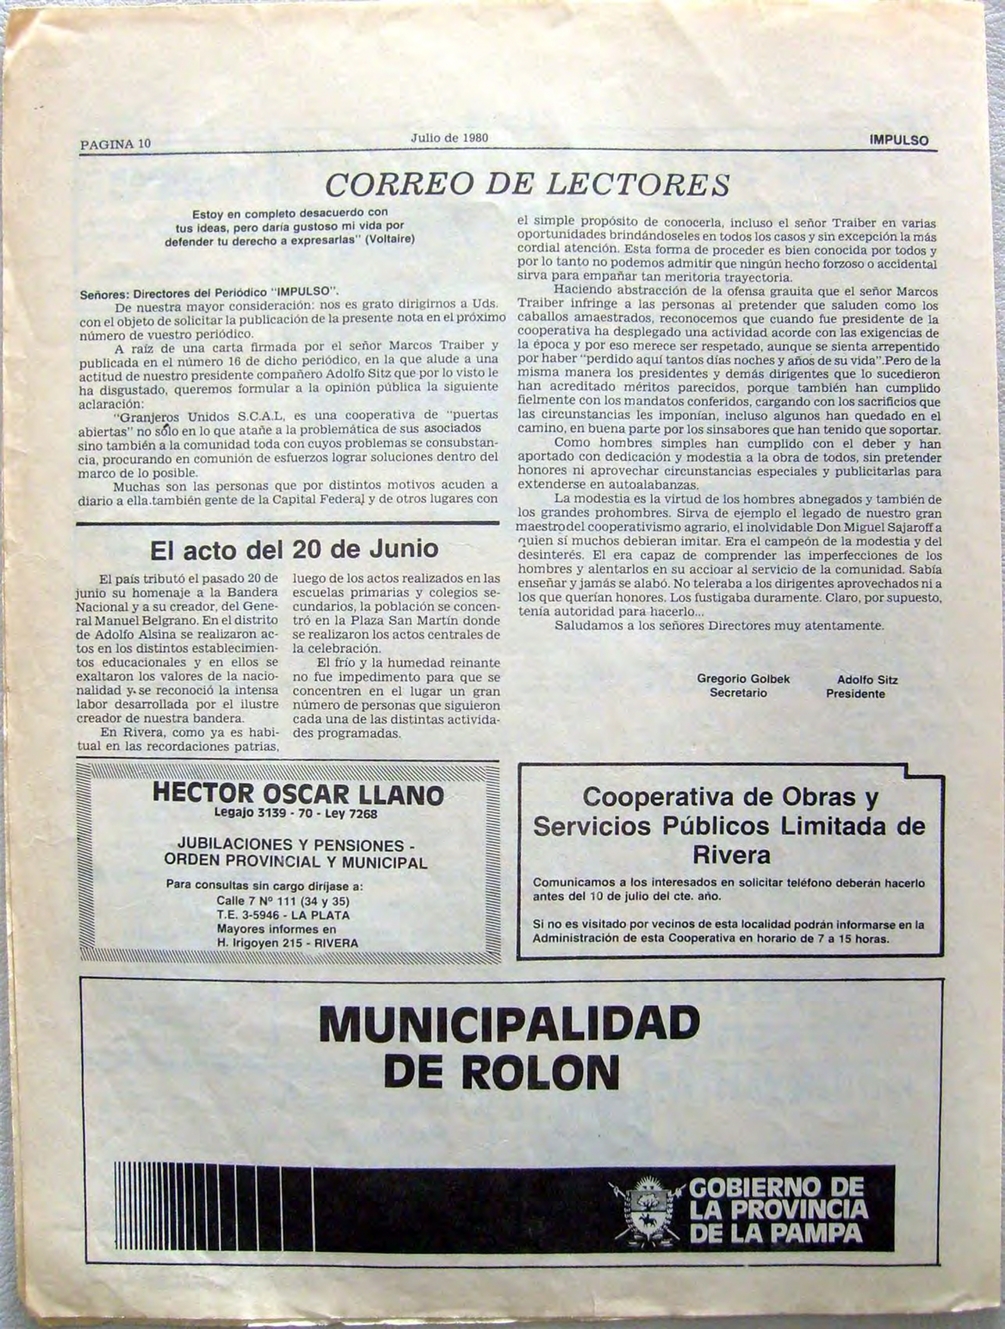 PAGINA 10
Julio de 1980
IMPULSO
CORREO DE LECTORES
Estoy en completo desacuerdo con
tus ideas, pero daría gustoso mi vida por
defender tu derecho a expresarlas" (Voltaire)
Señores: Directores del Periódico "IMPULSO".
De nuestra mayor consideración: nos es grato dirigirnos a Uds.
con el objeto de solicitar la publicación de la presente nota en el próximo
número de vuestro periódico.
A raíz de una carta firmada por el señor Marcos Traiber y
publicada en el número 16 de dicho periódico, en la que alude a una
actitud de nuestro presidente compañero Adolfo Sitz que por lo visto le
ha disgustado, queremos formular a la opinión pública la siguiente
aclaración:
"Granjeros Unidos S.C.A.L. es una cooperativa de "puertas
abiertas" no sólo en lo que atañe a la problemática de sus asociados
sino también a la comunidad toda con cuyos problemas se consubstan-
cia, procurando en comunión de esfuerzos lograr soluciones dentro del
marco de lo posible.
Muchas son las personas que por distintos motivos acuden a
diario a ella.también gente de la Capital Federal y de otros lugares con
el simple propósito de conocerla, incluso el señor Traiber en varias
oportunidades brindándoseles en todos los casos y sin excepción la más
cordial atención. Esta forma de proceder es bien conocida por todos y
por lo tanto no podemos admitir que ningún hecho forzoso o accidental
sirva para empañar tan meritoria trayectoria.
Haciendo abstracción de la ofensa grauita que el señor Marcos
Traiber infringe a las personas al pretender que saluden como los
caballos amaestrados, reconocemos que cuando fue presidente de la
cooperativa ha desplegado una actividad acorde con las exigencias de
la época y por eso merece ser respetado, aunque se sienta arrepentido
por haber "perdido aquí tantos días noches y años de su vida".Pero de la
misma manera los presidentes y demás dirigentes que lo sucedieron
han acreditado méritos parecidos, porque también han cumplido
fielmente con los mandatos conferidos, cargando con los sacrificios que
las circunstancias les imponían, incluso algunos han quedado en el
camino, en buena parte por los sinsabores que han tenido que soportar.
Como hombres simples han cumplido con el deber y han
aportado con dedicación y modestia a la obra de todos, sin pretender
honores ni aprovechar circunstancias especiales y publicitarlas para
extenderse en autoalabanzas.
La modestia es la virtud de los hombres abnegados y también de
los grandes prohombres. Sirva de ejemplo el legado de nuestro gran
maestro del cooperativismo agrario, el inolvidable Don Miguel Sajaroff a
quien sí muchos debieran imitar. Era el campeón de la modestia y del
desinterés. El era capaz de comprender las imperfecciones de los
hombres y alentarlos en su accioar al servicio de la comunidad. Sabía
enseñar y jamás se alabó. No teleraba a los dirigentes aprovechados ni a
los que querían honores. Los fustigaba duramente. Claro, por supuesto,
tenía autoridad para hacerlo...
Saludamos a los señores Directores muy atentamente.
Gregorio Golbek Adolfo Sitz
Secretario Presidente
El acto del 20 de Junio
El país tributó el pasado 20 de
junio su homenaje a la Bandera
Nacional y a su creador, del Gene-
ral Manuel Belgrano. En el distrito
de Adolfo Alsina se realizaron ac-
tos en los distintos establecimien-
tos educacionales y en ellos se
exaltaron los valores de la nacio-
nalidad y se reconoció la intensa
labor desarrollada por el ilustre
creador de nuestra bandera.
En Rivera, como ya es habi-
tual en las recordaciones patrias,
luego de los actos realizados en las
escuelas primarias y colegios se-
cundarios, la población se concen-
tró en la Plaza San Martín donde
se realizaron los actos centrales de
la celebración.
El frío y la humedad reinante
no fue impedimento para que se
concentren en el lugar un gran
número de personas que siguieron
cada una de las distintas activida-
des programadas.
HECTOR OSCAR LLANO
Legajo 3139 - 70 - Ley 7268
JUBILACIONES Y PENSIONES -
ORDEN PROVINCIAL Y MUNICIPAL
Para consultas sin cargo diríjase a:
Calle 7 Nº 111 (34 y 35)
T.E. 3-5946 - LA PLATA
Mayores informes en
H. Irigoyen 215 - RIVERA
Cooperativa de Obras y
Servicios Públicos Limitada de
Rivera
Comunicamos a los interesados en solicitar teléfono deberán hacerlo
antes del 10 de julio del cte. año.
Si no es visitado por vecinos de esta localidad podrán informarse en la
Administración de esta Cooperativa en horario de 7 a 15 horas.
MUNICIPALIDAD
DE ROLON
GOBIERNO DE
LA PROVINCIA
DE LA PAMPA